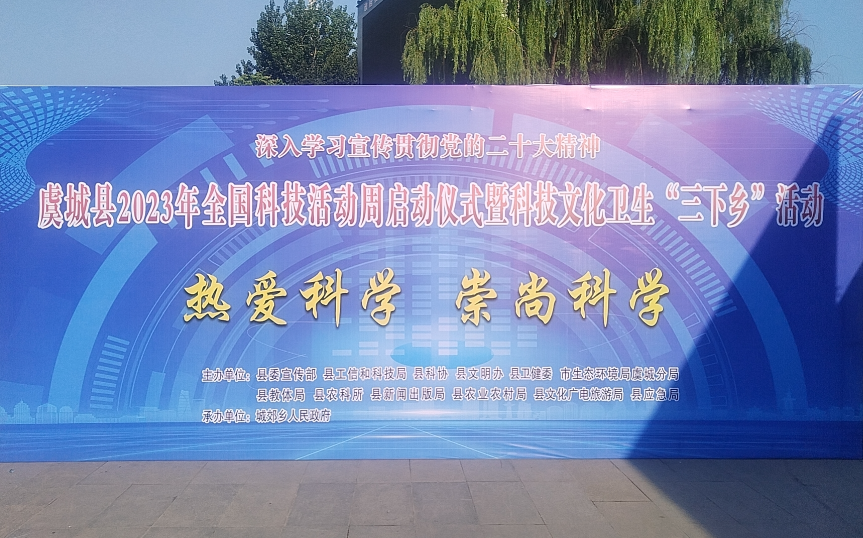 深入学习宣传贯彻党的二十大精神
虞城县2023年全国科技活动周启动仪式暨科技文化卫生“三下乡”活动
热爱科学 崇尚科学
主办单位：县委宣传部 县工信和科技局 县科协 县文明办 县卫健委 市生态环境局虞城分局
县教体局 县农科所 县新闻出版局 县农业农村局 县文化广电旅游局 县应急局
承办单位：城郊乡人民政府